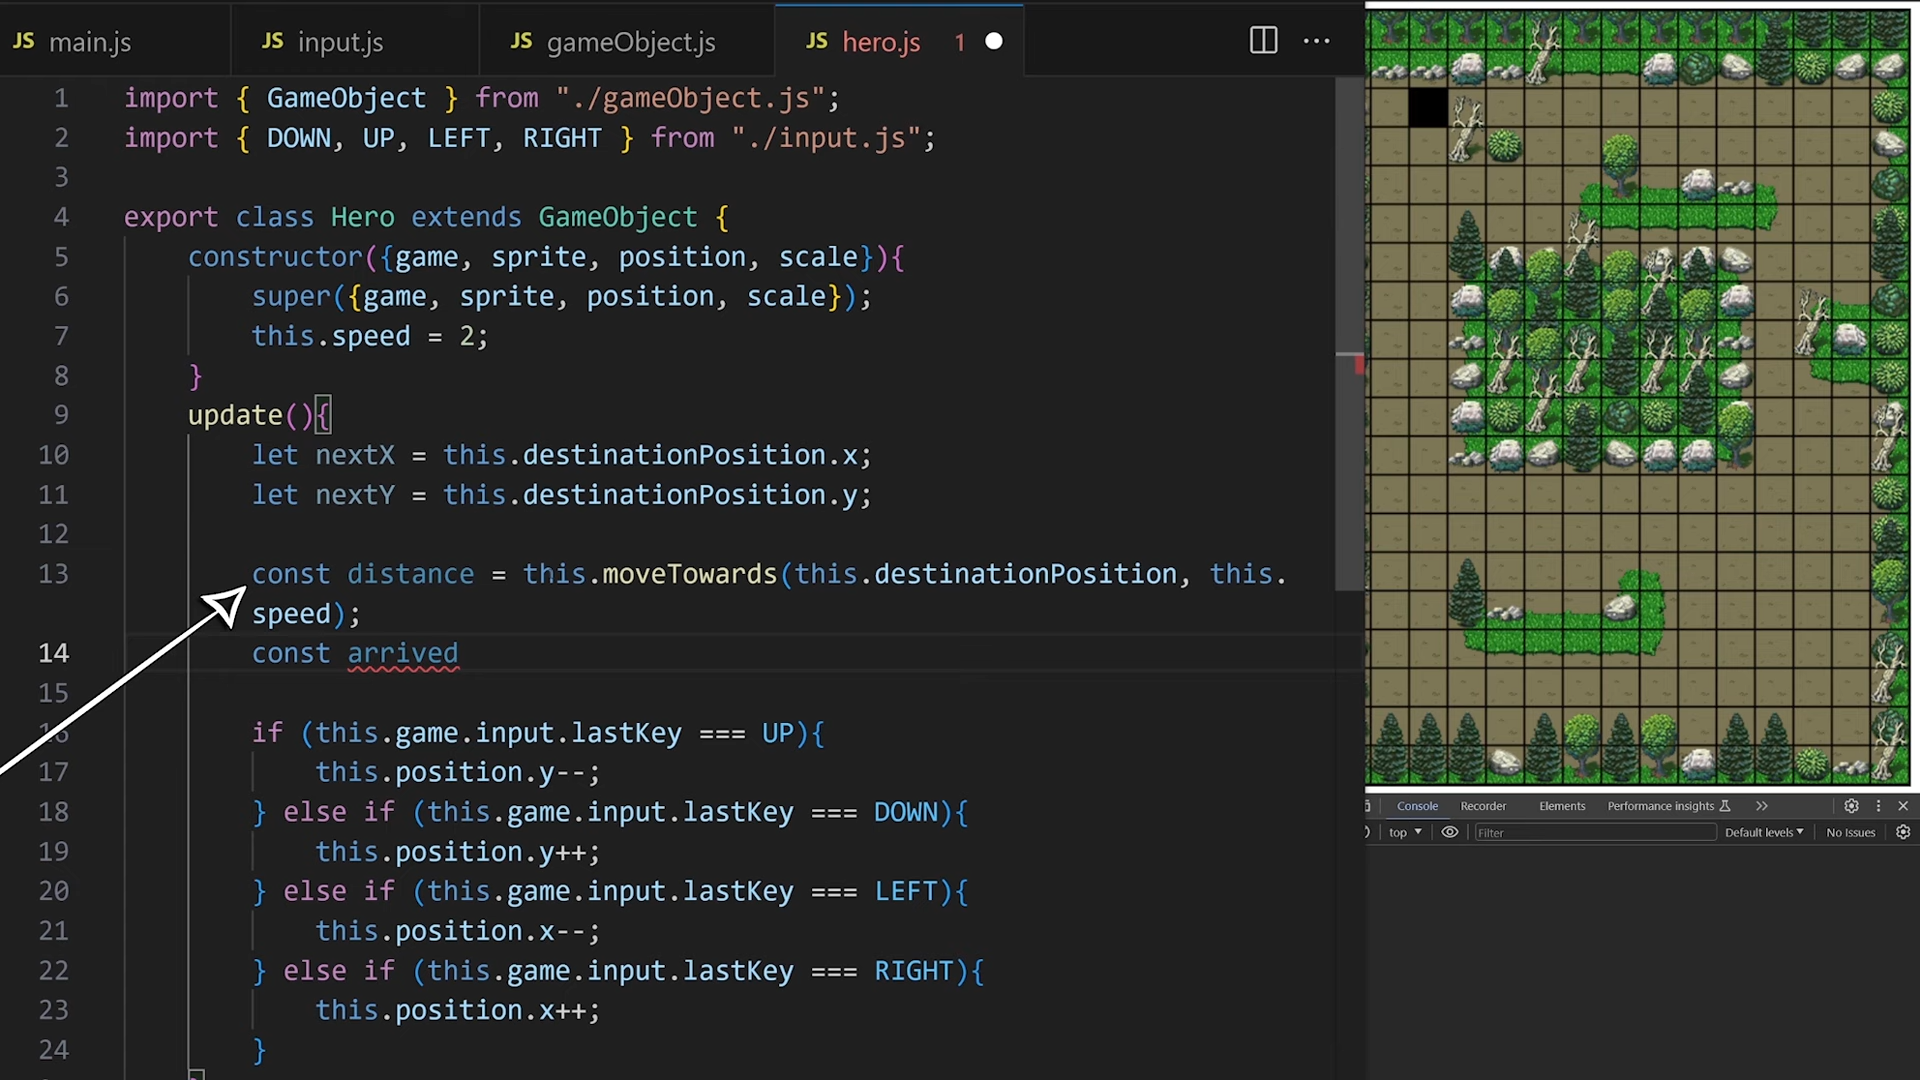 JS main.js JS input.js JS gameObject.js JS hero.js 1
1 import { GameObject } from "./gameObject.js";
2 import { DOWN, UP, LEFT, RIGHT } from "./input.js";
3
4 export class Hero extends GameObject {
5 constructor({game, sprite, position, scale}){
6 super({game, sprite, position, scale});
7 this.speed = 2;
8 }
9 update(){
10 let nextX = this.destinationPosition.x;
11 let nextY = this.destinationPosition.y;
12
13 const distance = this.moveTowards(this.destinationPosition, this.
speed);
14 const arrived
15
16 if (this.game.input.lastKey === UP){
17 this.position.y--;
18 } else if (this.game.input.lastKey === DOWN){
19 this.position.y++;
20 } else if (this.game.input.lastKey === LEFT){
21 this.position.x--;
22 } else if (this.game.input.lastKey === RIGHT){
23 this.position.x++;
24 }
Console Recorder Elements Performance insights
top Filter Default levels No Issues